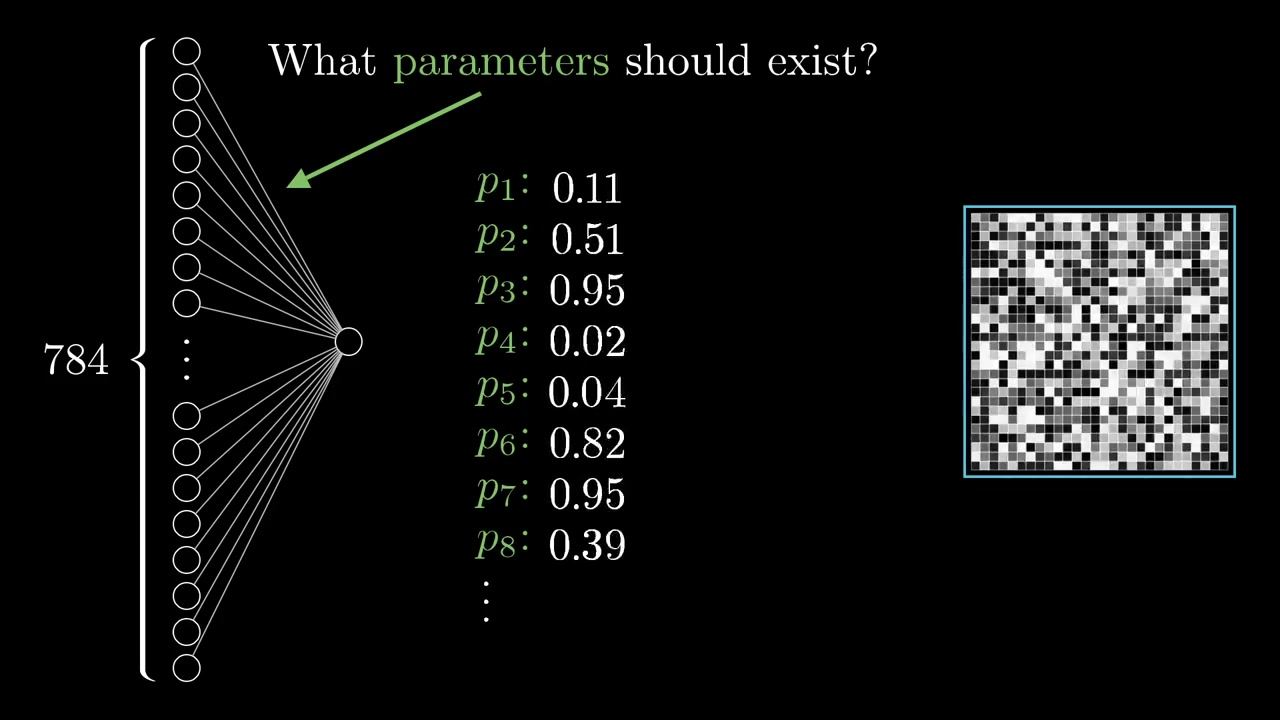 What parameters should exist?
784
p₁: 0.11
p₂: 0.51
p₃: 0.95
p₄: 0.02
p₅: 0.04
p₆: 0.82
p₇: 0.95
p₈: 0.39
⋮